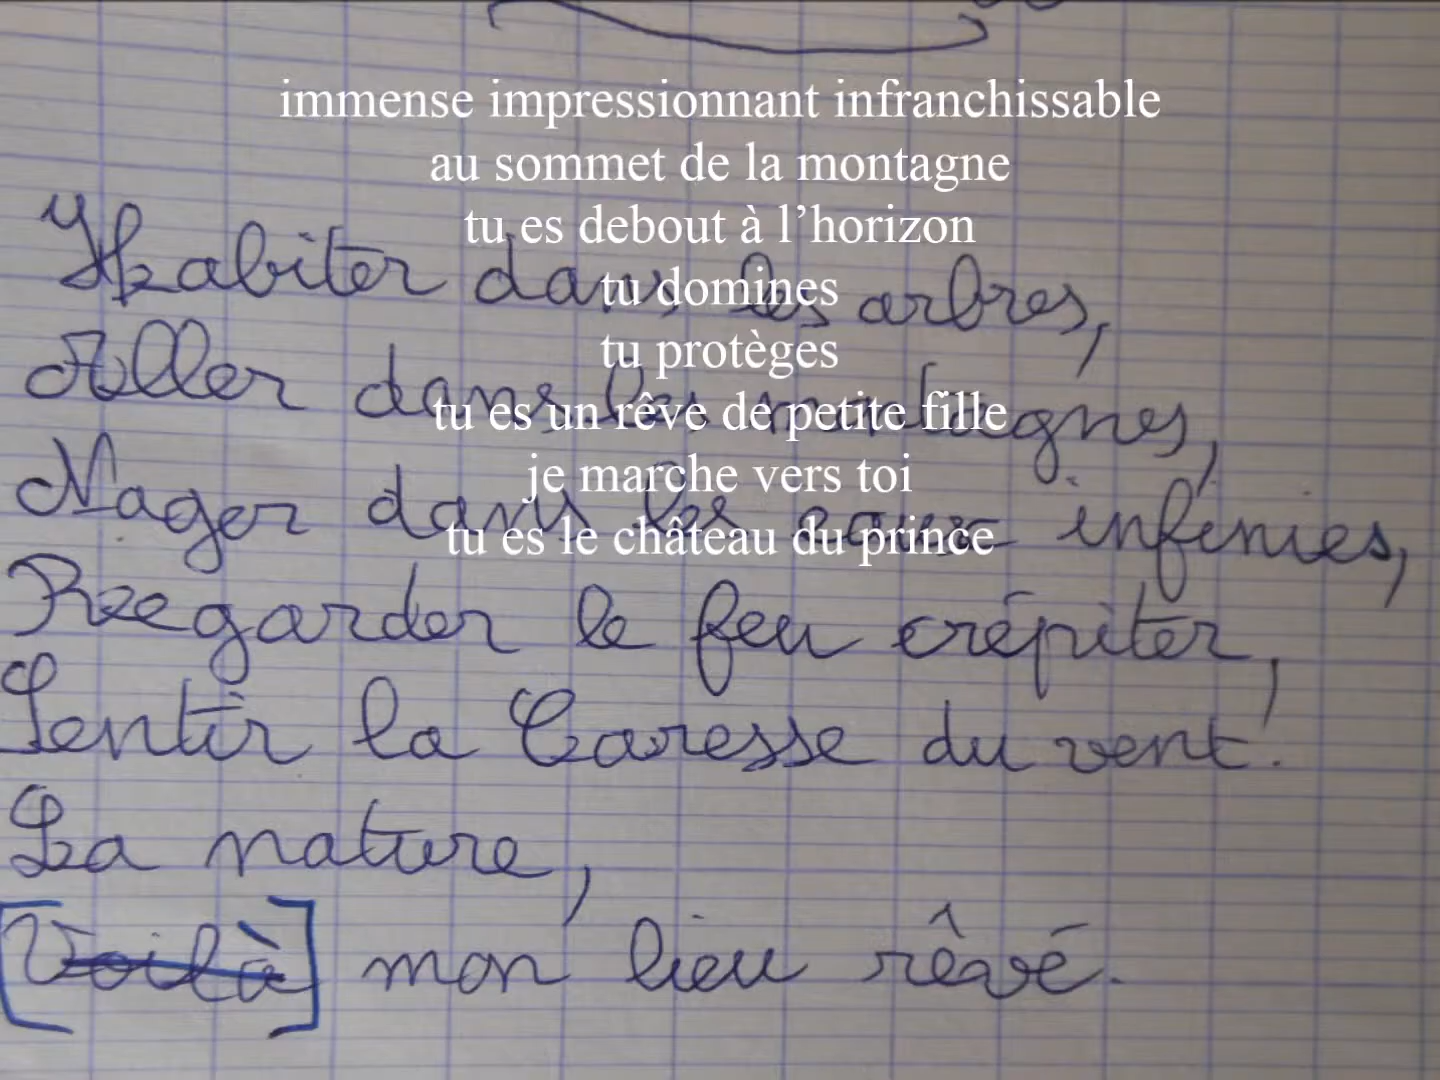 immense impressionnant infranchissable
au sommet de la montagne
tu es debout à l’horizon
tu domines
tu protèges
tu es un rêve de petite fille
je marche vers toi
tu es le château du prince
Habiter dans les arbres,
Aller dans les montagnes,
Nager dans les eaux infinies,
Regarder le feu crépiter,
Sentir la Caresse du vent.
La nature,
[Voilà] mon lieu rêvé.